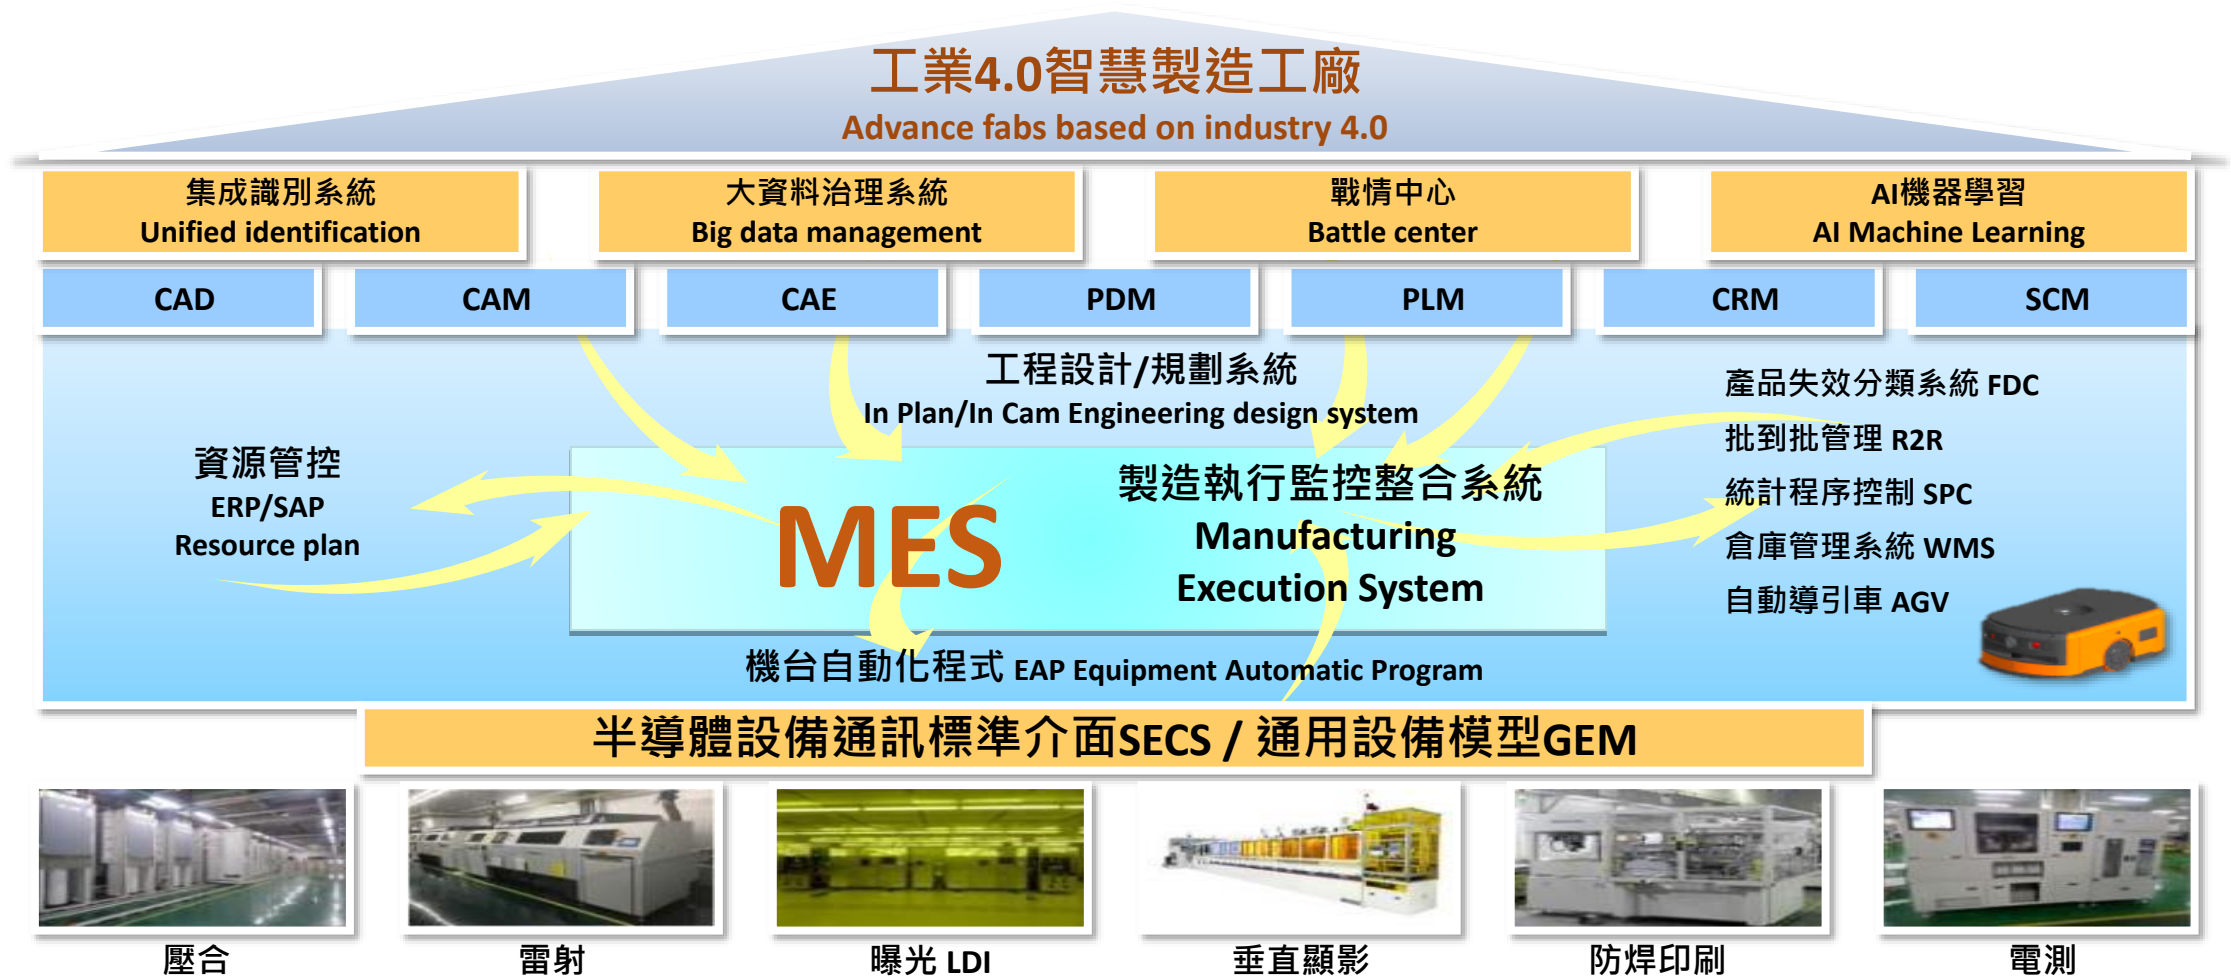 工業4.0智慧製造工廠
Advance fabs based on industry 4.0
集成識別系統
Unified identification
大資料治理系統
Big data management
戰情中心
Battle center
AI機器學習
AI Machine Learning
CAD
CAM
CAE
PDM
PLM
CRM
SCM
工程設計/規劃系統
In Plan/In Cam Engineering design system
資源管控
ERP/SAP
Resource plan
MES
製造執行監控整合系統
Manufacturing
Execution System
產品失效分類系統 FDC
批到批管理 R2R
統計程序控制 SPC
倉庫管理系統 WMS
自動導引車 AGV
機台自動化程式 EAP Equipment Automatic Program
半導體設備通訊標準介面SECS / 通用設備模型GEM
壓合
雷射
曝光 LDI
垂直顯影
防焊印刷
電測